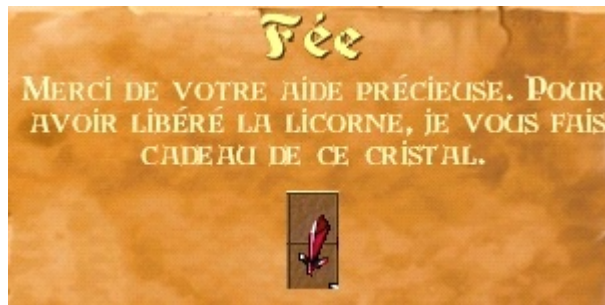 Fée
Merci de votre aide précieuse. Pour
avoir libéré la licorne, je vous fais
cadeau de ce cristal.